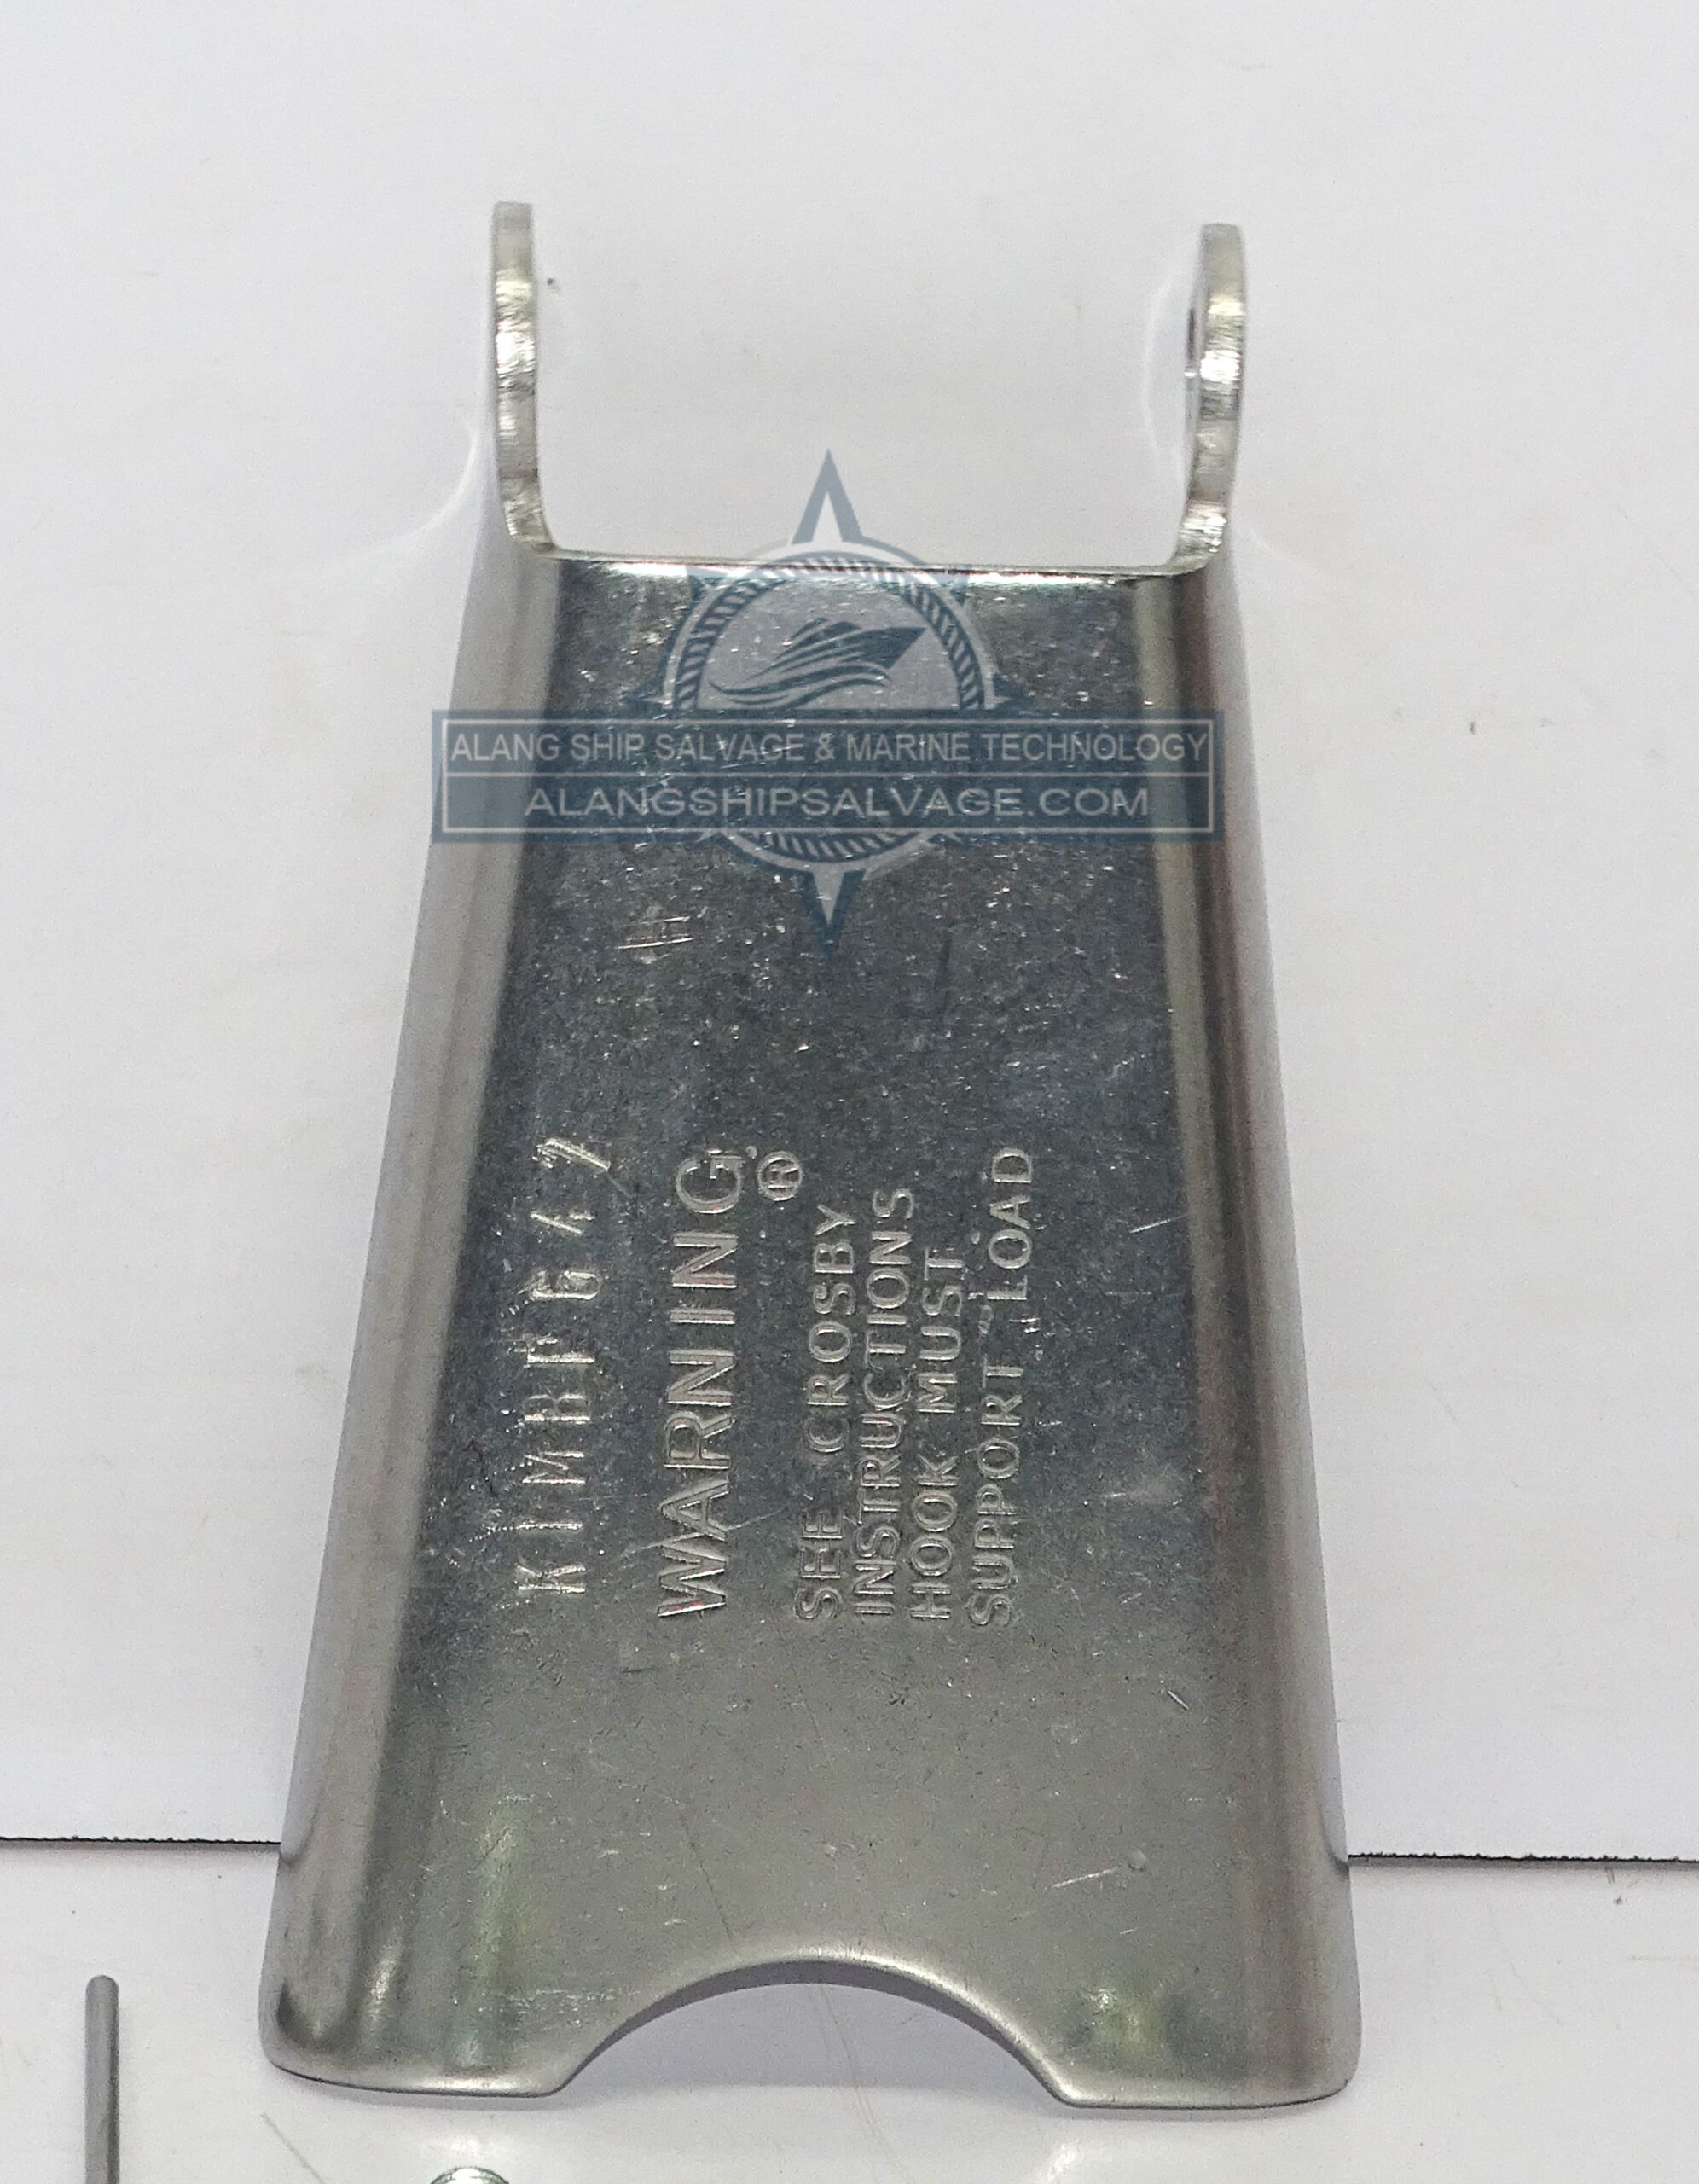 ALANG SHIP SALVAGE & MARINE TECHNOLOGY
ALANGSHIPSALVAGE.COM
WARNING
®
SEE CROSBY
INSTRUCTIONS
HOOK MUST
SUPPORT LOAD